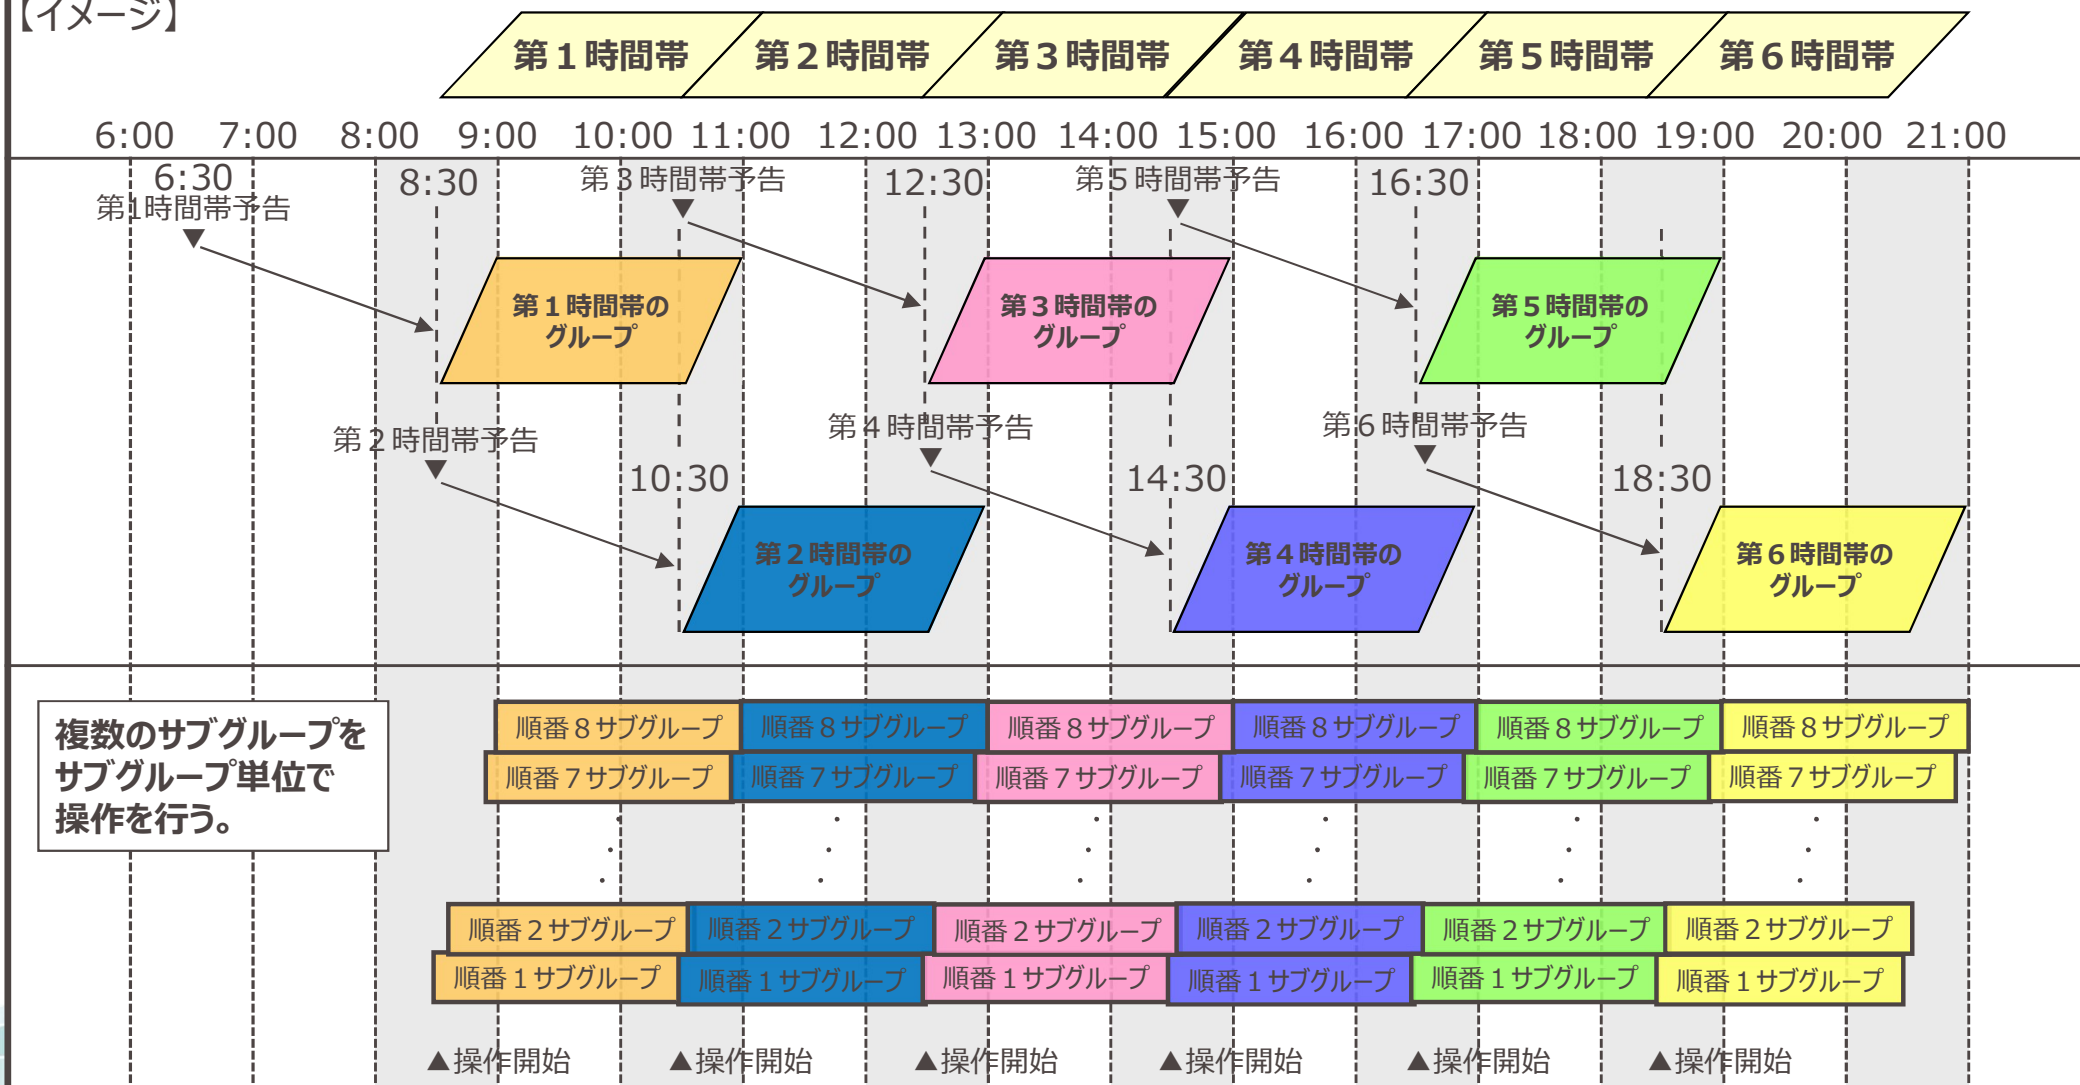 【イメージ】
第１時間帯 第２時間帯 第３時間帯 第４時間帯 第５時間帯 第６時間帯
6:00 7:00 8:00 9:00 10:00 11:00 12:00 13:00 14:00 15:00 16:00 17:00 18:00 19:00 20:00 21:00
6:30 8:30 第３時間帯予告 12:30 第５時間帯予告 16:30
第1時間帯予告
第１時間帯の
グループ
第３時間帯の
グループ
第５時間帯の
グループ
第２時間帯予告 第４時間帯予告 第６時間帯予告
10:30 14:30 18:30
第２時間帯の
グループ
第４時間帯の
グループ
第６時間帯の
グループ
複数のサブグループを
サブグループ単位で
操作を行う。
順番８サブグループ 順番８サブグループ 順番８サブグループ 順番８サブグループ 順番８サブグループ 順番８サブグループ
順番７サブグループ 順番７サブグループ 順番７サブグループ 順番７サブグループ 順番７サブグループ 順番７サブグループ
順番２サブグループ 順番２サブグループ 順番２サブグループ 順番２サブグループ 順番２サブグループ 順番２サブグループ
順番１サブグループ 順番１サブグループ 順番１サブグループ 順番１サブグループ 順番１サブグループ 順番１サブグループ
▲操作開始 ▲操作開始 ▲操作開始 ▲操作開始 ▲操作開始 ▲操作開始